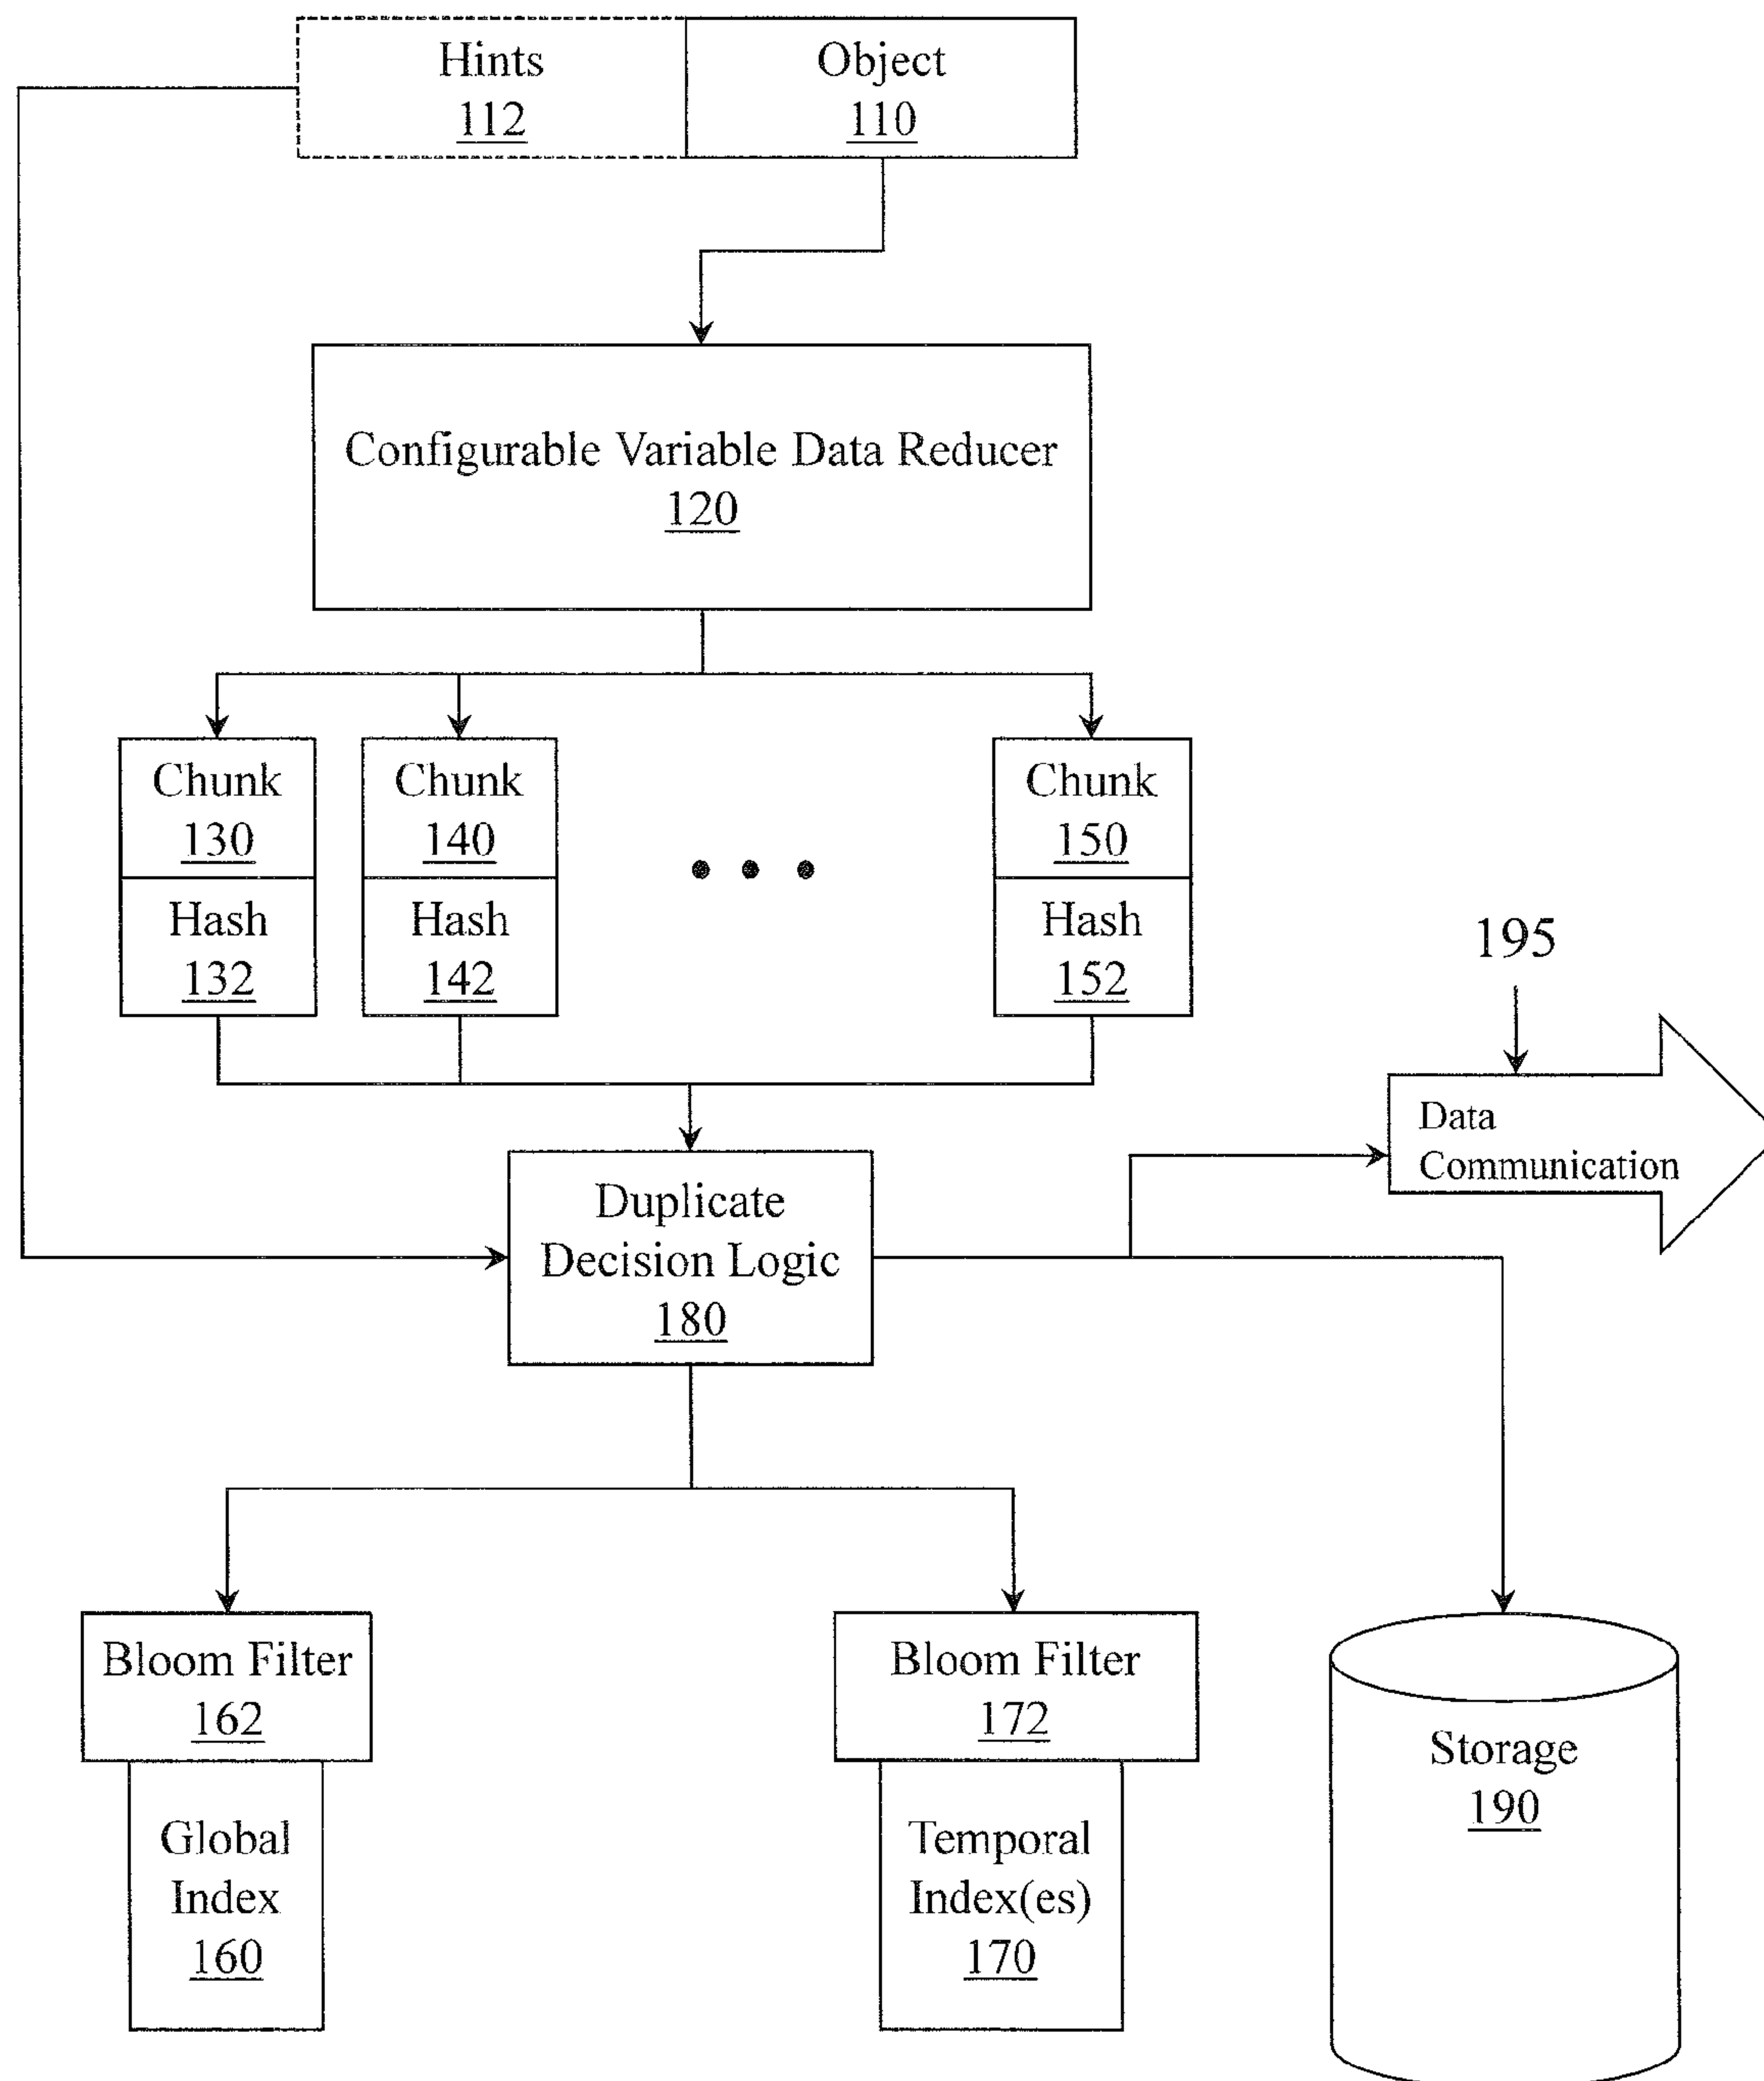 Hints
112
Object
110
Configurable Variable Data Reducer
120
Chunk
130
Hash
132
Chunk
140
Hash
142
Chunk
150
Hash
152
195
Data
Communication
Duplicate
Decision Logic
180
Bloom Filter
162
Global
Index
160
Bloom Filter
172
Temporal
Index(es)
170
Storage
190